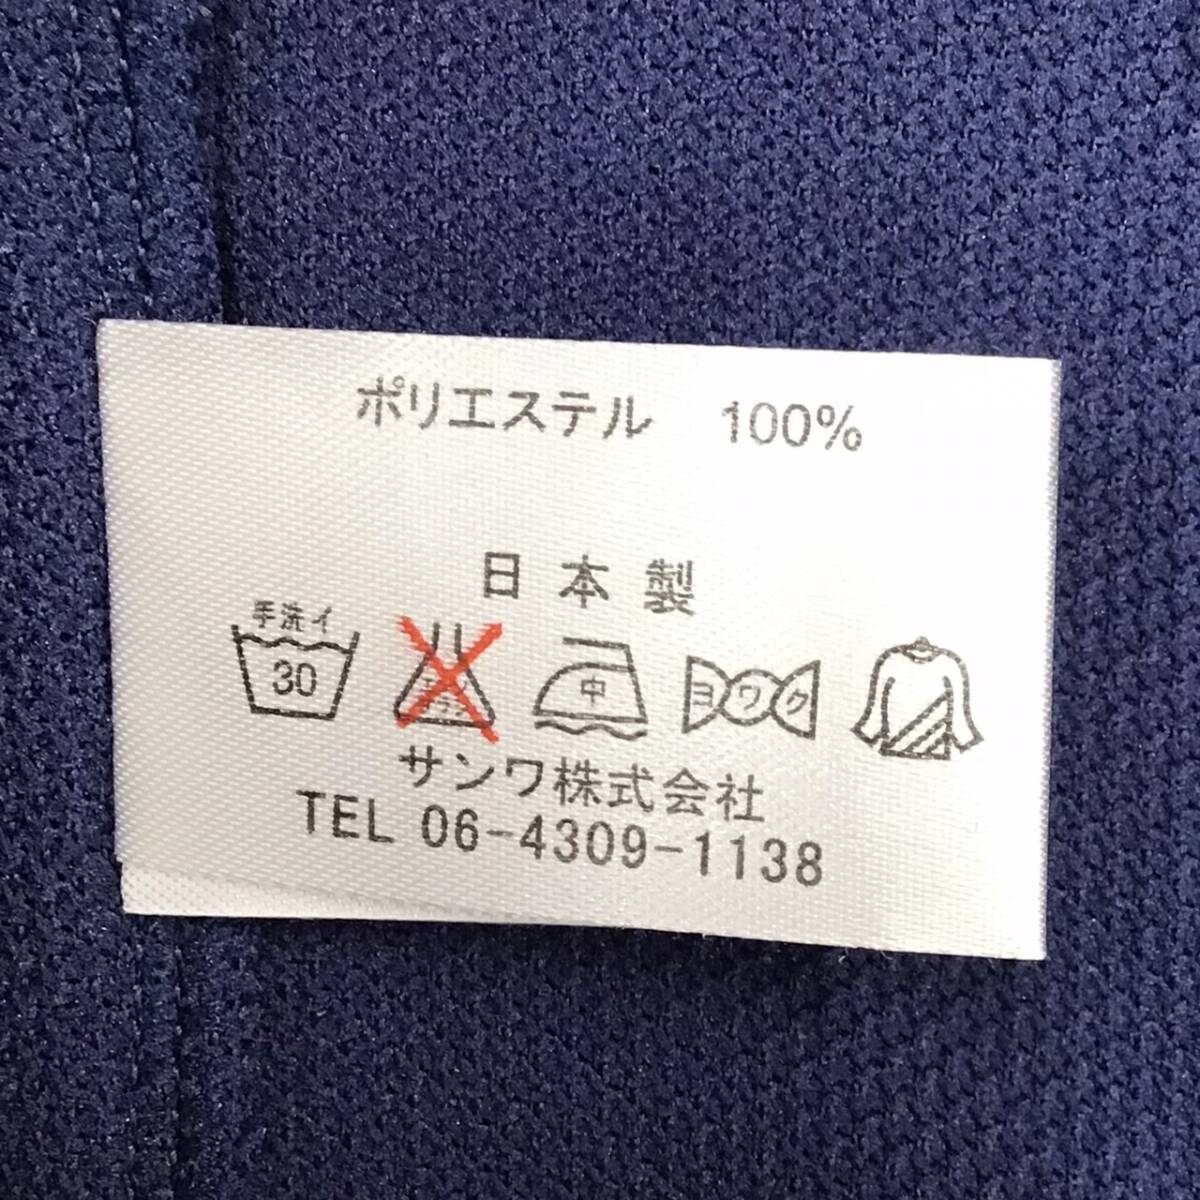 ポリエステル 100%
日本製
手洗イ
30 中 ヨワク
サンワ株式会社
TEL 06-4309-1138